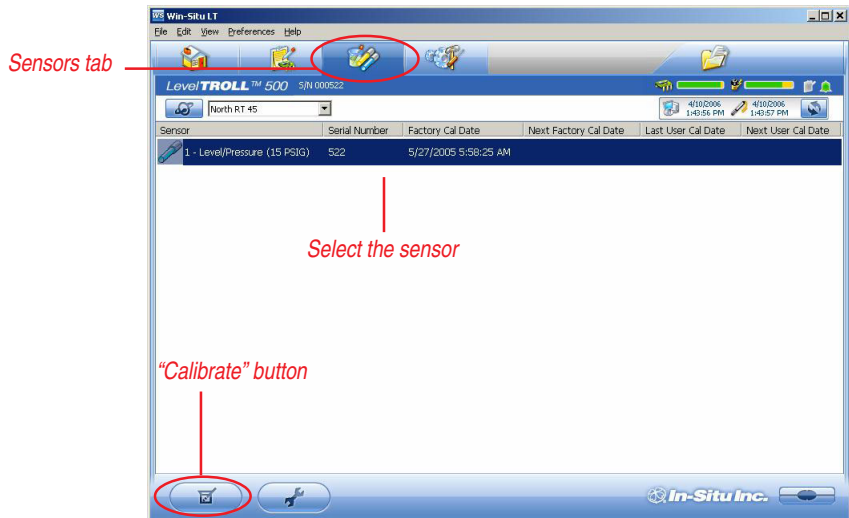 Win-Situ LT
File Edit View Preferences Help
Sensors tab
LevelTROLL™ 500 S/N 000522
North RT 45
4/10/2006 1:43:56 PM
4/10/2006 1:43:57 PM
Sensor Serial Number Factory Cal Date Next Factory Cal Date Last User Cal Date Next User Cal Date
1 - Level/Pressure (15 PSIG) 522 5/27/2005 5:58:25 AM
Select the sensor
“Calibrate” button
In-Situ Inc.